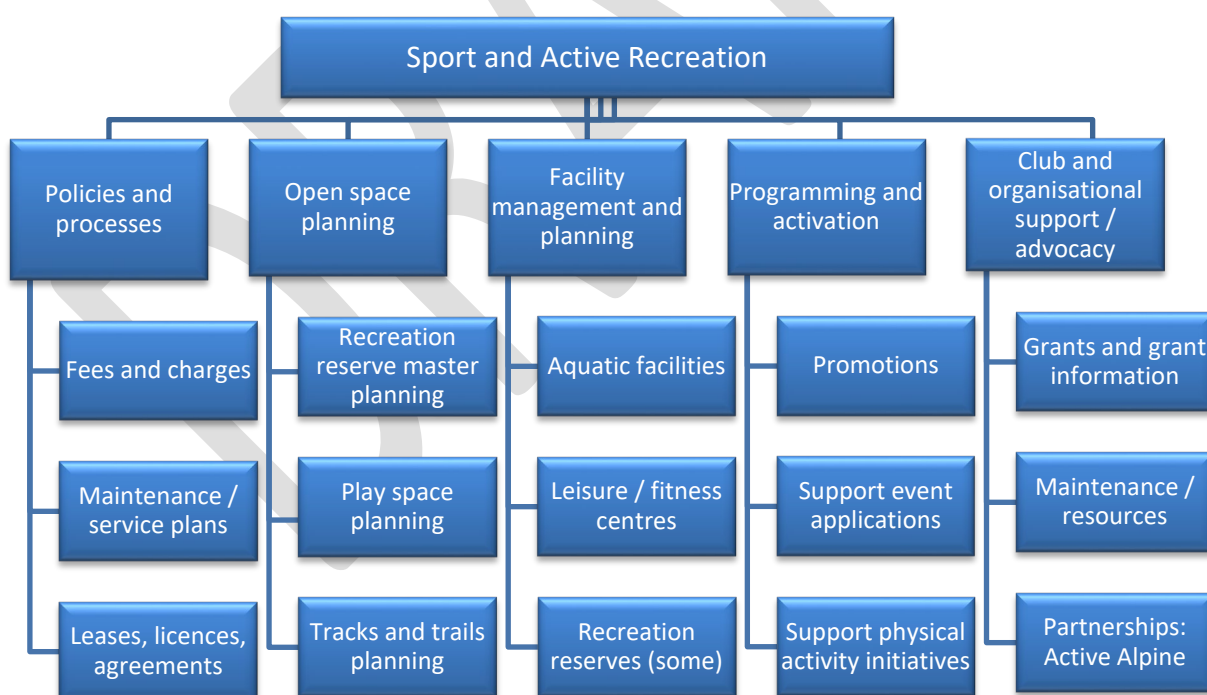 Sport and Active Recreation
Policies and
processes
Fees and charges
Maintenance /
service plans
Leases, licences,
agreements
Open space
planning
Recreation
reserve master
planning
Play space
planning
Tracks and trails
planning
Facility
management and
planning
Aquatic facilities
Leisure / fitness
centres
Recreation
reserves (some)
Programming and
activation
Promotions
Support event
applications
Support physical
activity initiatives
Club and
organisational
support /
advocacy
Grants and grant
information
Maintenance /
resources
Partnerships:
Active Alpine